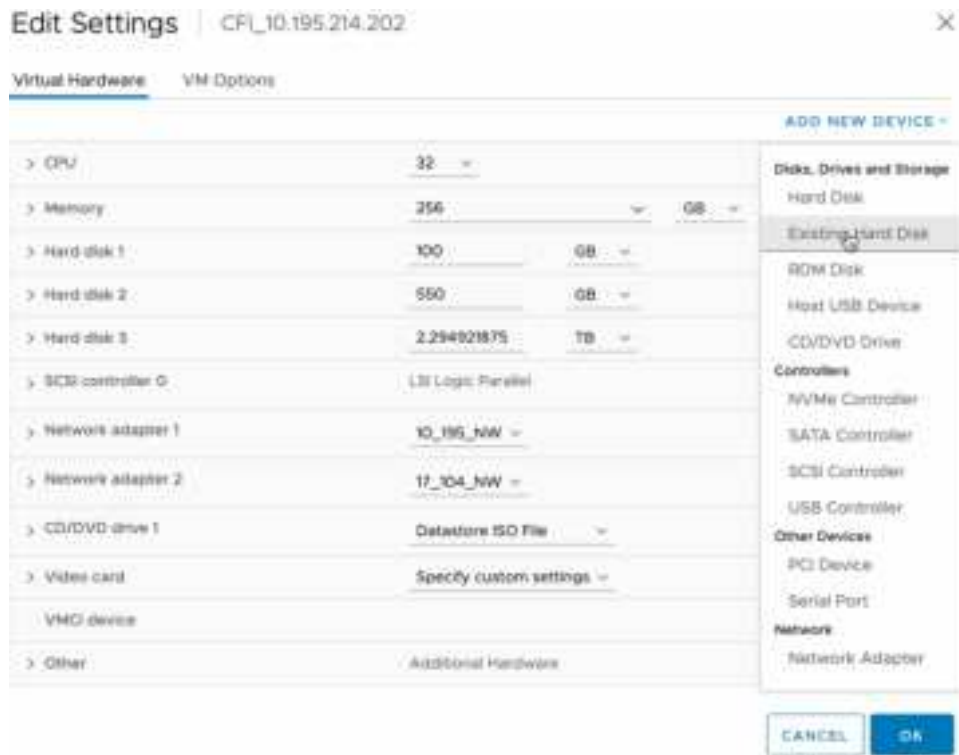 Edit Settings | CFI_10.195.214.202
Virtual Hardware VM Options
ADD NEW DEVICE
CPU 32
Memory 256 GB
Hard disk 1 100 GB
Hard disk 2 550 GB
Hard disk 3 2.294921875 TB
SCSI controller 0 LSI Logic Parallel
Network adapter 1 10_195_NW
Network adapter 2 17_104_NW
CD/DVD drive 1 Datastore ISO File
Video card Specify custom settings
VMCI device
Other Additional Hardware
Disks, Drives and Storage
Hard Disk
Existing Hard Disk
RDM Disk
Host USB Device
CD/DVD Drive
Controllers
NVMe Controller
SATA Controller
SCSI Controller
USB Controller
Other Devices
PCI Device
Serial Port
Network
Network Adapter
CANCEL OK